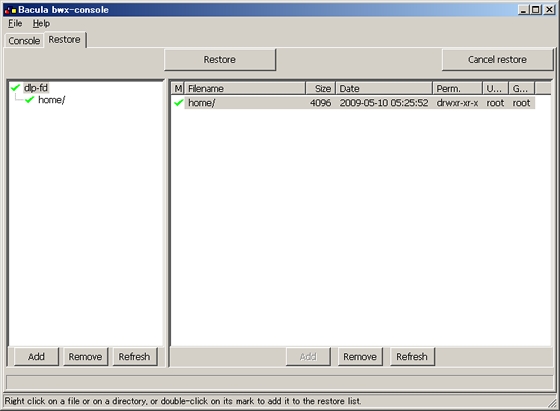 Bacula bwx-console
File Help
Console Restore
Restore Cancel restore
dlp-fd
home/
M Filename Size Date Perm. U... G...
home/ 4096 2009-05-10 05:25:52 drwxr-xr-x root root
Add Remove Refresh Add Remove Refresh
Right click on a file or on a directory, or double-click on its mark to add it to the restore list.